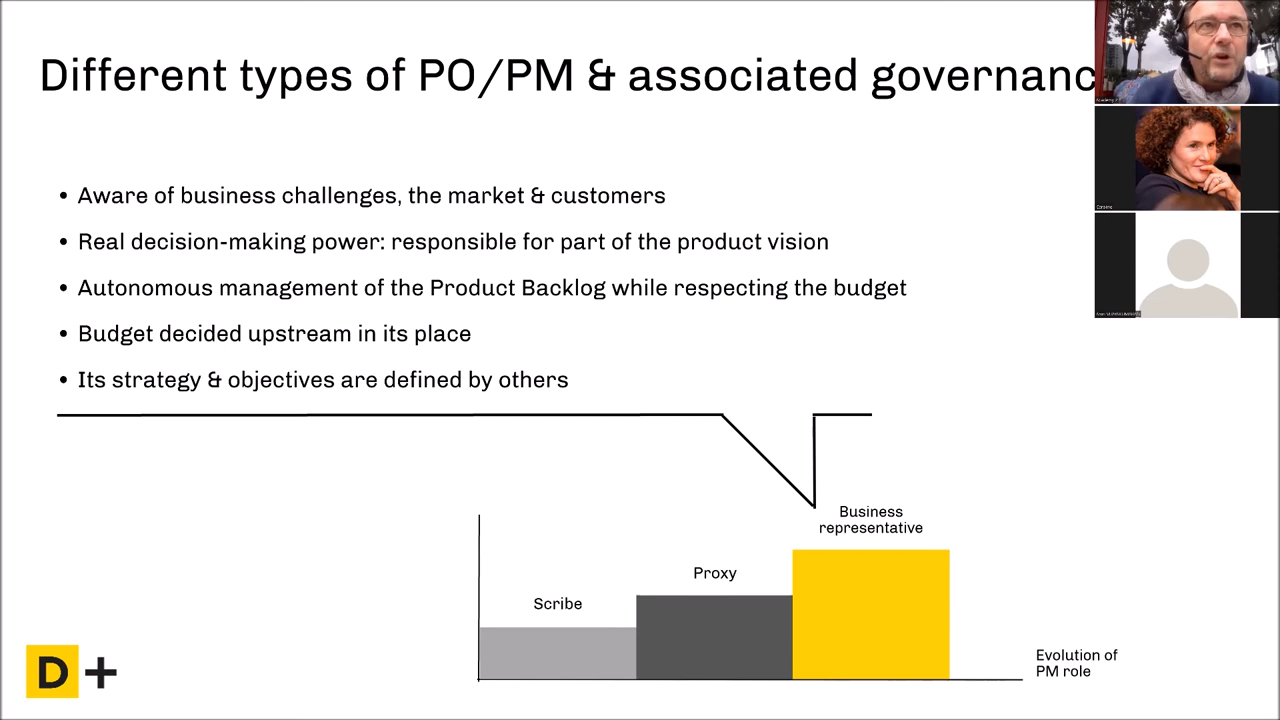 Different types of PO/PM & associated governanc
• Aware of business challenges, the market & customers
• Real decision-making power: responsible for part of the product vision
• Autonomous management of the Product Backlog while respecting the budget
• Budget decided upstream in its place
• Its strategy & objectives are defined by others
Business
representative
Proxy
Scribe
Evolution of
PM role
D+